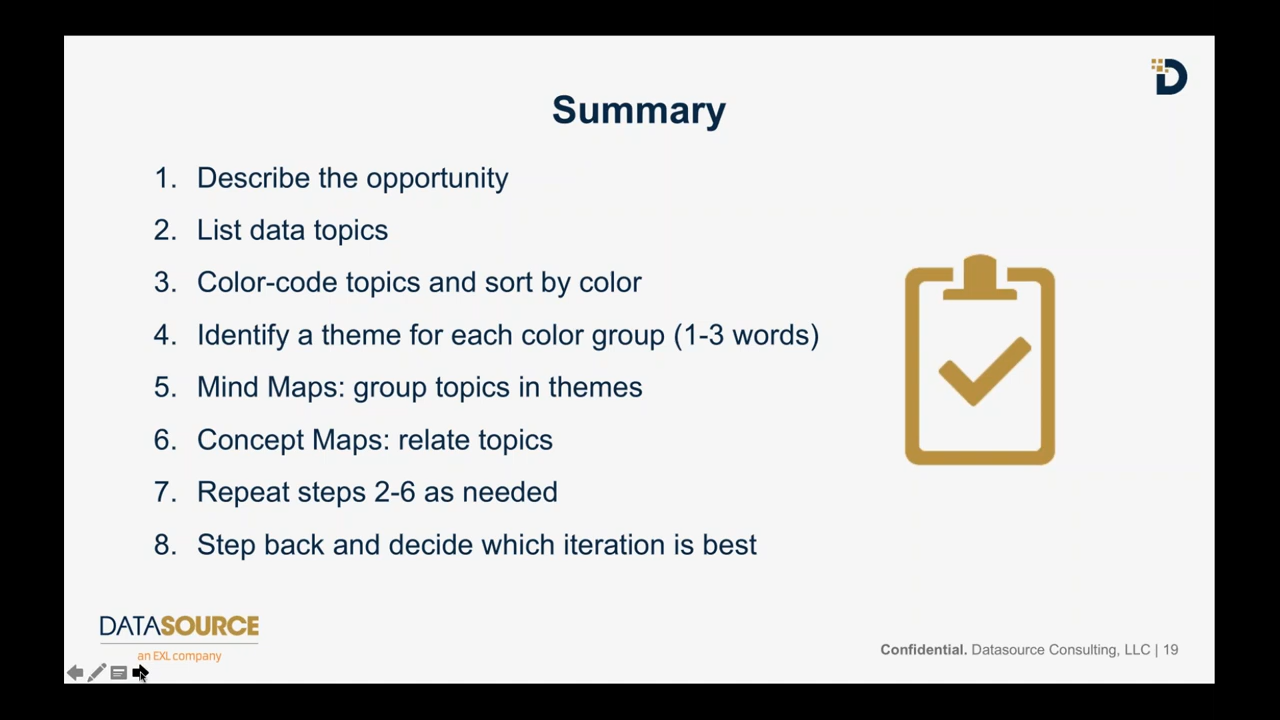 Summary
1. Describe the opportunity
2. List data topics
3. Color-code topics and sort by color
4. Identify a theme for each color group (1-3 words)
5. Mind Maps: group topics in themes
6. Concept Maps: relate topics
7. Repeat steps 2-6 as needed
8. Step back and decide which iteration is best
DATASOURCE
an EXL company
Confidential. Datasource Consulting, LLC | 19